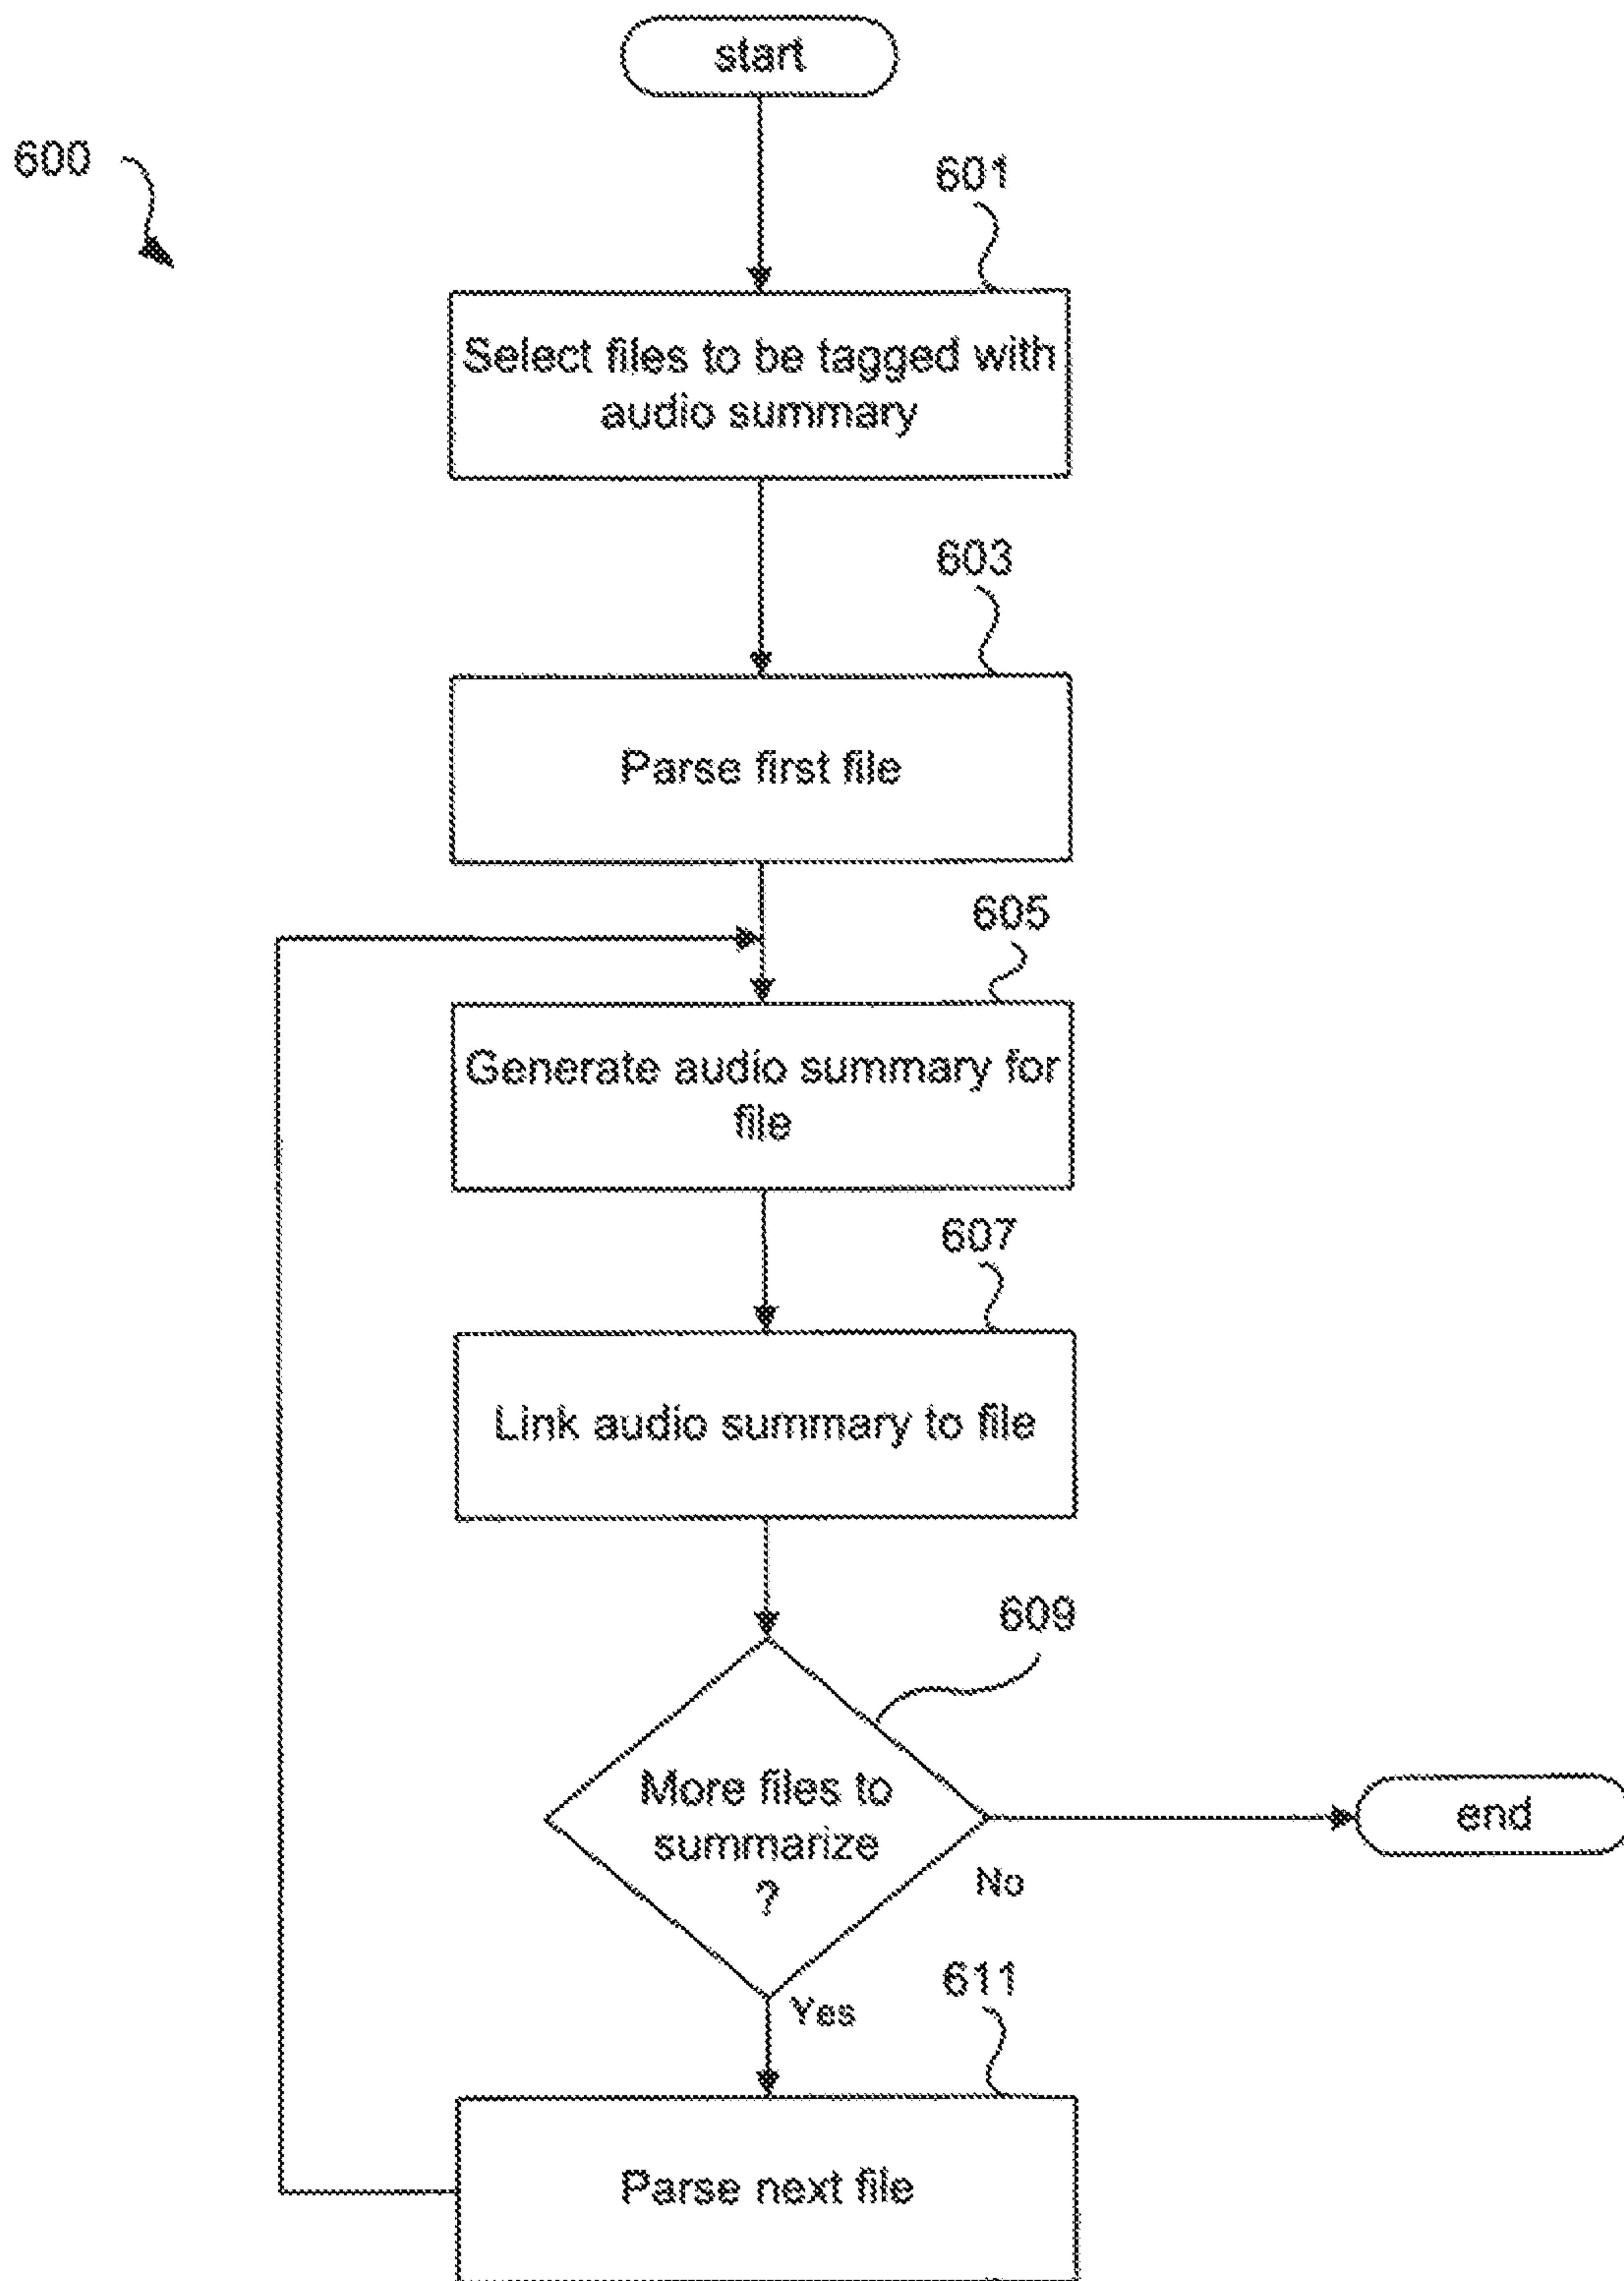 start
600
601
Select files to be tagged with
audio summary
603
Parse first file
605
Generate audio summary for
file
607
Link audio summary to file
609
More files to
summarize
?
end
No
611
Yes
Parse next file